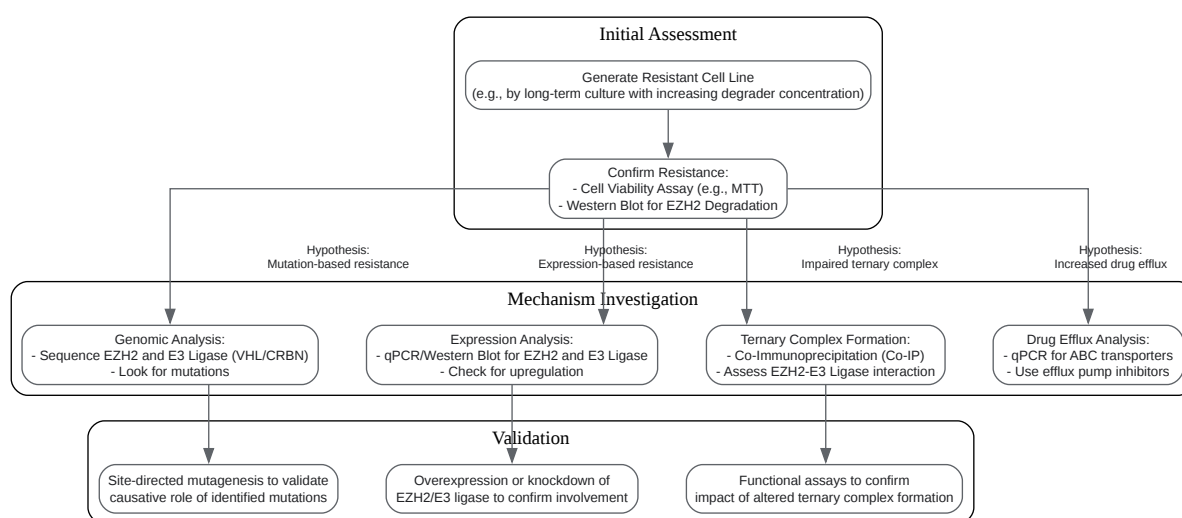 Initial Assessment
Generate Resistant Cell Line
(e.g., by long-term culture with increasing degrader concentration)
Confirm Resistance:
- Cell Viability Assay (e.g., MTT)
- Western Blot for EZH2 Degradation
Hypothesis:
Mutation-based resistance
Hypothesis:
Expression-based resistance
Hypothesis:
Impaired ternary complex
Hypothesis:
Increased drug efflux
Mechanism Investigation
Genomic Analysis:
- Sequence EZH2 and E3 Ligase (VHL/CRBN)
- Look for mutations
Expression Analysis:
- qPCR/Western Blot for EZH2 and E3 Ligase
- Check for upregulation
Ternary Complex Formation:
- Co-Immunoprecipitation (Co-IP)
- Assess EZH2-E3 Ligase interaction
Drug Efflux Analysis:
- qPCR for ABC transporters
- Use efflux pump inhibitors
Validation
Site-directed mutagenesis to validate
causative role of identified mutations
Overexpression or knockdown of
EZH2/E3 ligase to confirm involvement
Functional assays to confirm
impact of altered ternary complex formation